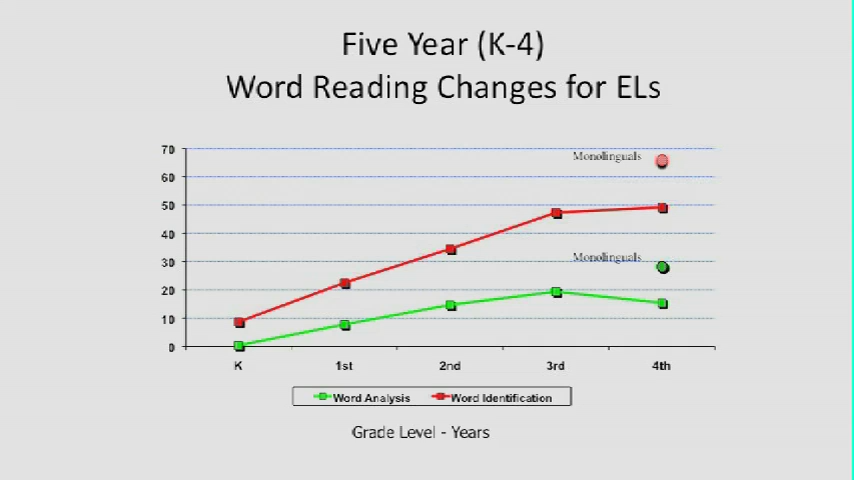 Five Year (K-4)
Word Reading Changes for ELs
70
60
50
40
30
20
10
0
Monolinguals
Monolinguals
K 1st 2nd 3rd 4th
Word Analysis Word Identification
Grade Level - Years